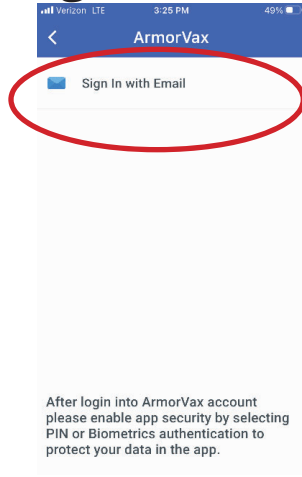 Verizon LTE 3:25 PM 49%
ArmorVax
Sign In with Email
After login into ArmorVax account
please enable app security by selecting
PIN or Biometrics authentication to
protect your data in the app.